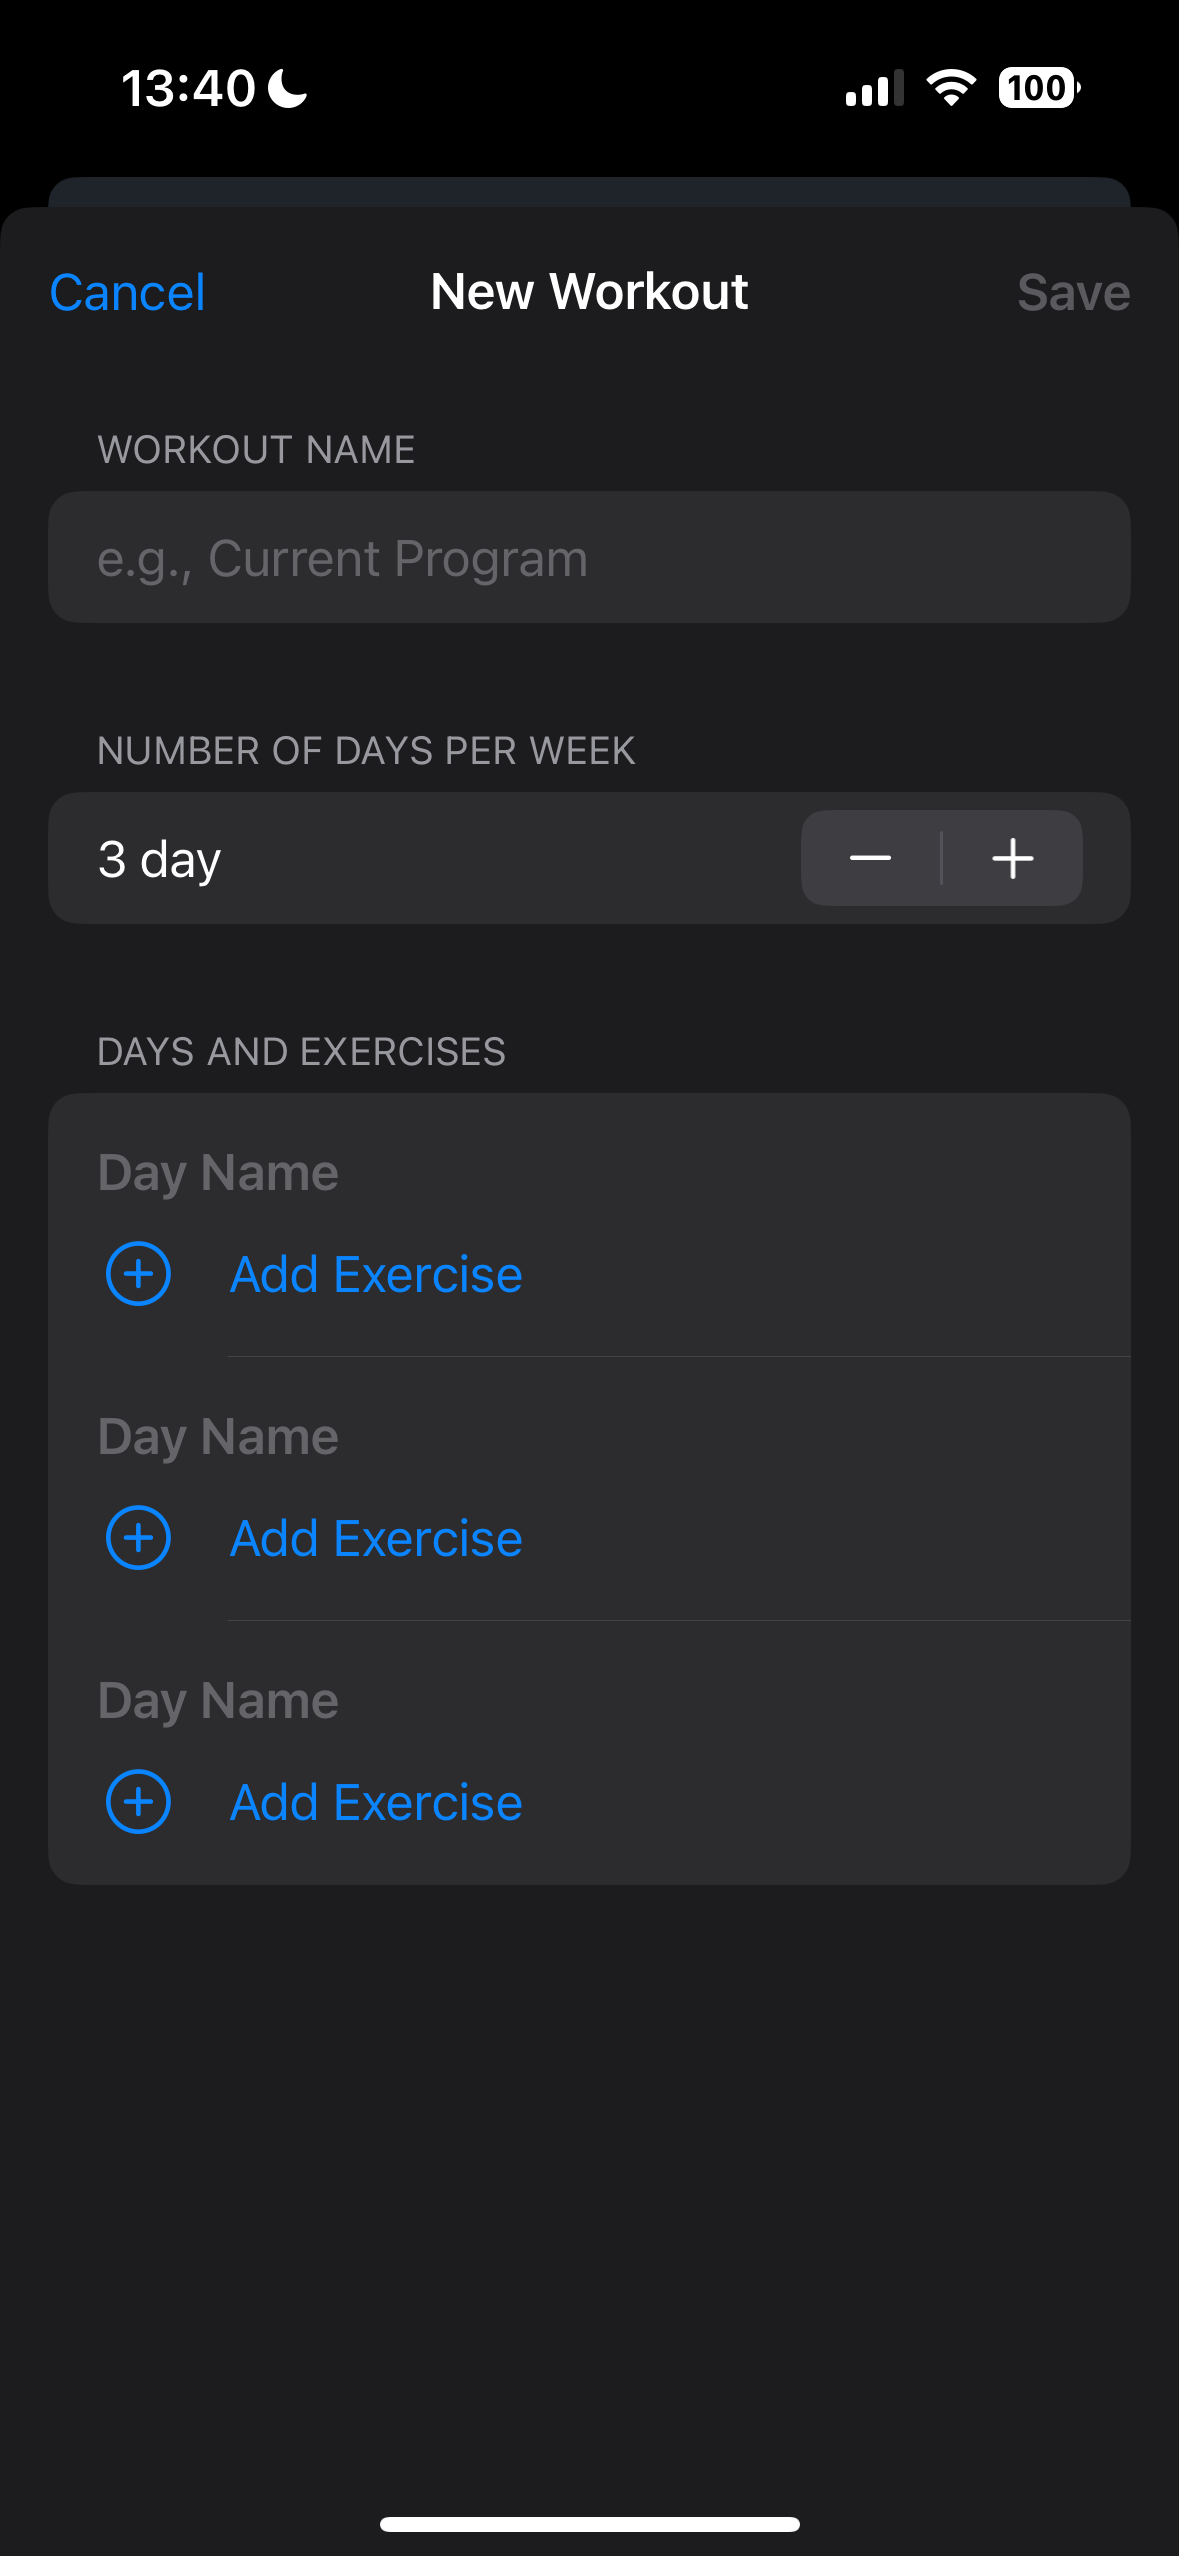 13:40
100
Cancel New Workout Save
WORKOUT NAME
e.g., Current Program
NUMBER OF DAYS PER WEEK
3 day
DAYS AND EXERCISES
Day Name
Add Exercise
Day Name
Add Exercise
Day Name
Add Exercise